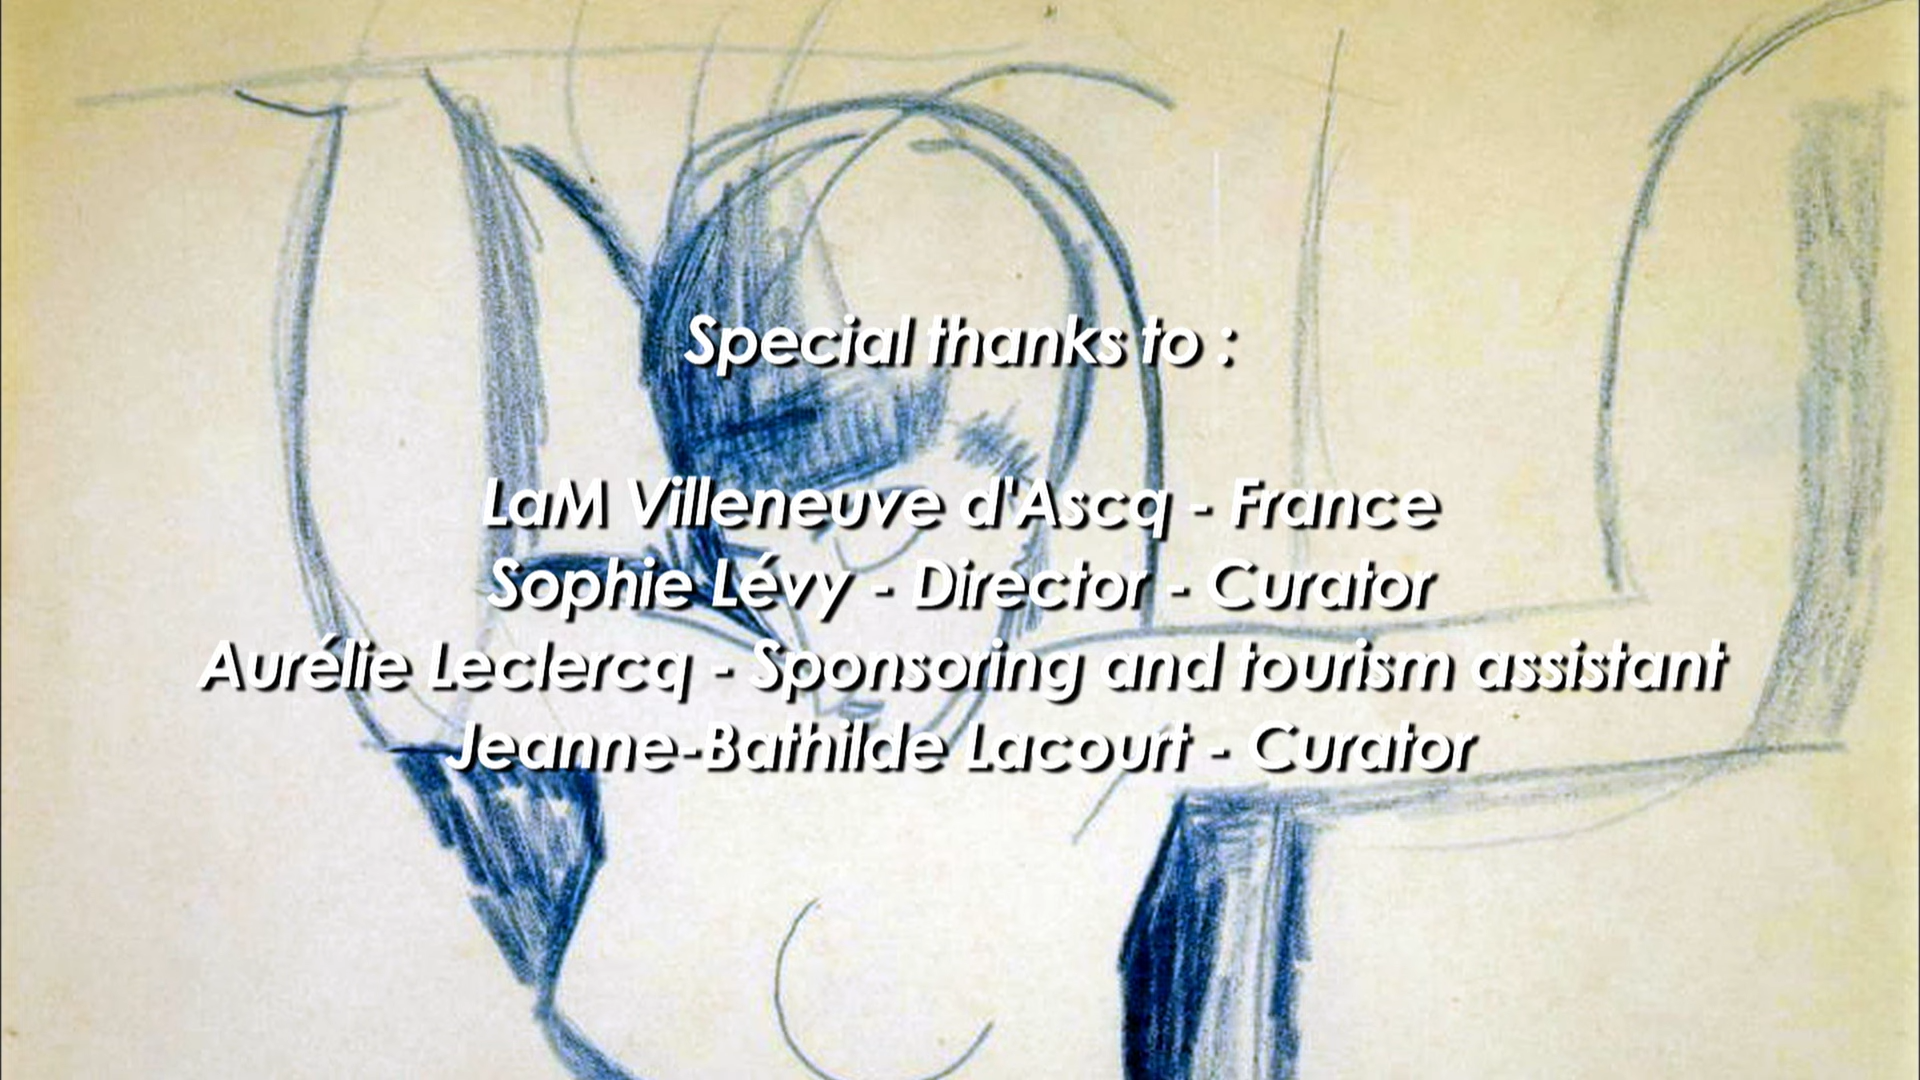 Special thanks to :
LaM Villeneuve d'Ascq - France
Sophie Lévy - Director - Curator
Aurélie Leclercq - Sponsoring and tourism assistant
Jeanne-Bathilde Lacourt - Curator